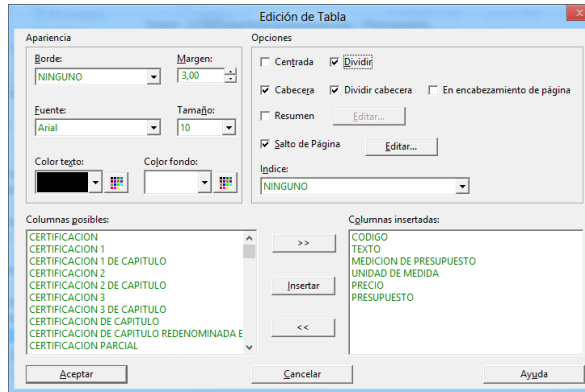 Edición de Tabla
Apariencia
Borde:
NINGUNO
Margen:
3,00
Fuente:
Arial
Tamaño:
10
Color texto:
Color fondo:
Opciones
Centrada
Dividir
Cabecera
Dividir cabecera
En encabezamiento de página
Resumen
Editar...
Salto de Página
Editar...
Indice:
NINGUNO
Columnas posibles:
CERTIFICACION
CERTIFICACION 1
CERTIFICACION 1 DE CAPITULO
CERTIFICACION 2
CERTIFICACION 2 DE CAPITULO
CERTIFICACION 3
CERTIFICACION 3 DE CAPITULO
CERTIFICACION DE CAPITULO
CERTIFICACION DE CAPITULO REDENOMINADA E
CERTIFICACION PARCIAL
>>
Insertar
<<
Columnas insertadas:
CODIGO
TEXTO
MEDICION DE PRESUPUESTO
UNIDAD DE MEDIDA
PRECIO
PRESUPUESTO
Aceptar
Cancelar
Ayuda